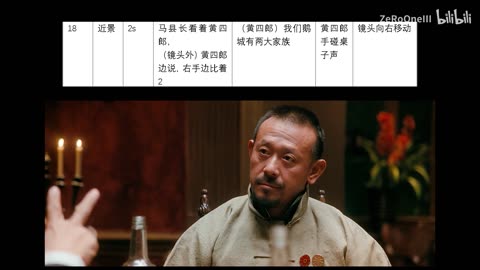 ZeRoOneIII bilibili
18 近景 2s 马县长看着黄四 （黄四郎）我们鹅 黄四郎 镜头向右移动
郎, 城有两大家族 手碰桌
（镜头外）黄四郎 子声
边说，右手边比着
2